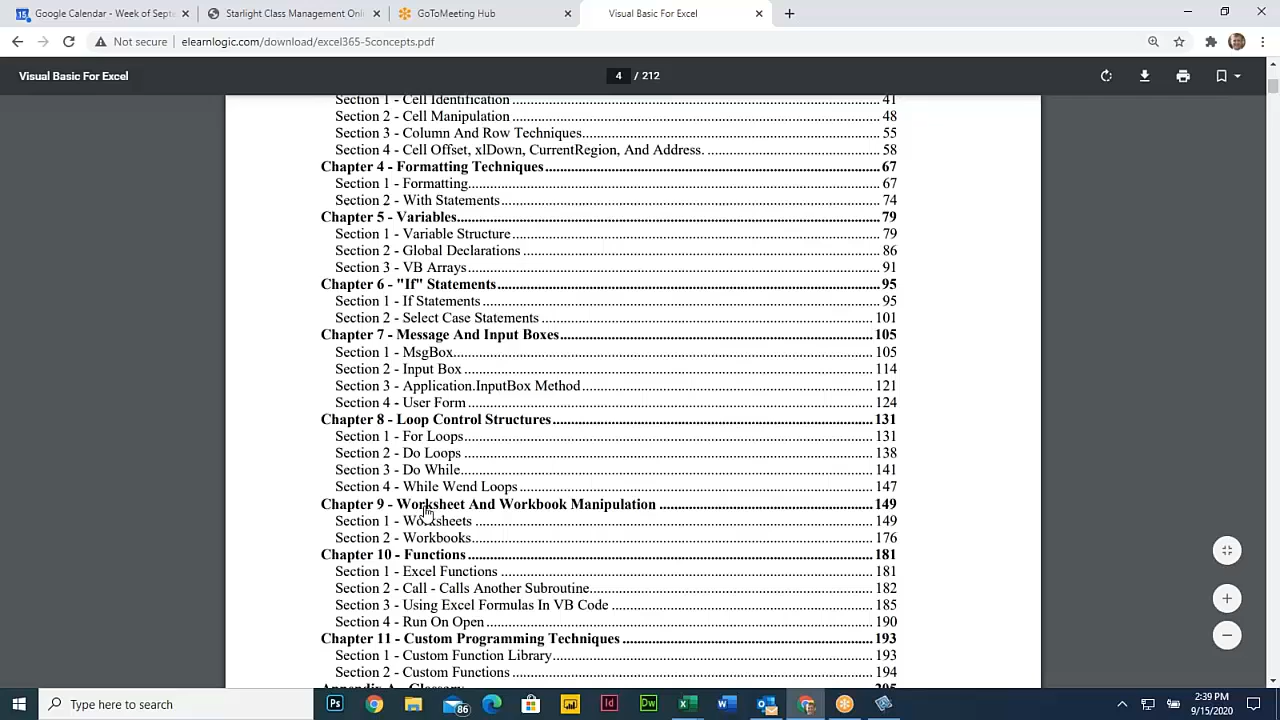 Google Calendar - Week of Septe
Starlight Class Management Onli
GoToMeeting Hub
Visual Basic For Excel
Not secure
elearnlogic.com/download/excel365-5concepts.pdf
Visual Basic For Excel
4 / 212
Section 1 - Cell Identification 41
Section 2 - Cell Manipulation 48
Section 3 - Column And Row Techniques 55
Section 4 - Cell Offset, xlDown, CurrentRegion, And Address. 58
Chapter 4 - Formatting Techniques 67
Section 1 - Formatting 67
Section 2 - With Statements 74
Chapter 5 - Variables 79
Section 1 - Variable Structure 79
Section 2 - Global Declarations 86
Section 3 - VB Arrays 91
Chapter 6 - "If" Statements 95
Section 1 - If Statements 95
Section 2 - Select Case Statements 101
Chapter 7 - Message And Input Boxes 105
Section 1 - MsgBox 105
Section 2 - Input Box 114
Section 3 - Application.InputBox Method 121
Section 4 - User Form 124
Chapter 8 - Loop Control Structures 131
Section 1 - For Loops 131
Section 2 - Do Loops 138
Section 3 - Do While 141
Section 4 - While Wend Loops 147
Chapter 9 - Worksheet And Workbook Manipulation 149
Section 1 - Worksheets 149
Section 2 - Workbooks 176
Chapter 10 - Functions 181
Section 1 - Excel Functions 181
Section 2 - Call - Calls Another Subroutine 182
Section 3 - Using Excel Formulas In VB Code 185
Section 4 - Run On Open 190
Chapter 11 - Custom Programming Techniques 193
Section 1 - Custom Function Library 193
Section 2 - Custom Functions 194
Appendix A - Glossary 205
Type here to search
86
2:39 PM
9/15/2020